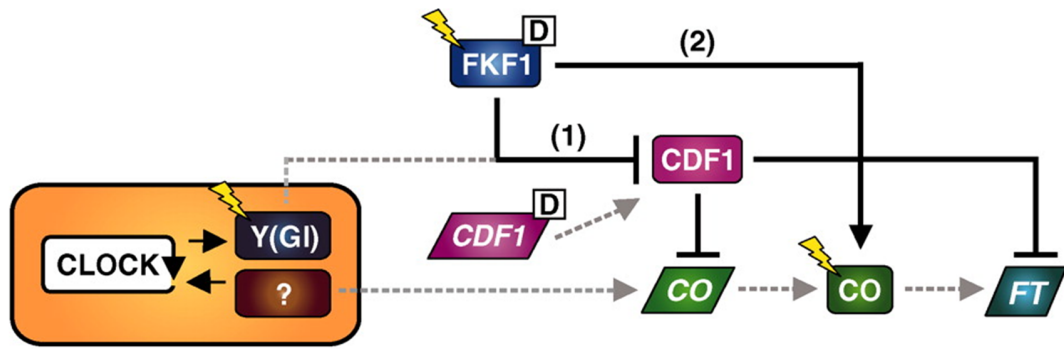 D
FKF1
(2)
(1)
CDF1
D
CDF1
Y(GI)
CLOCK
?
CO
CO
FT